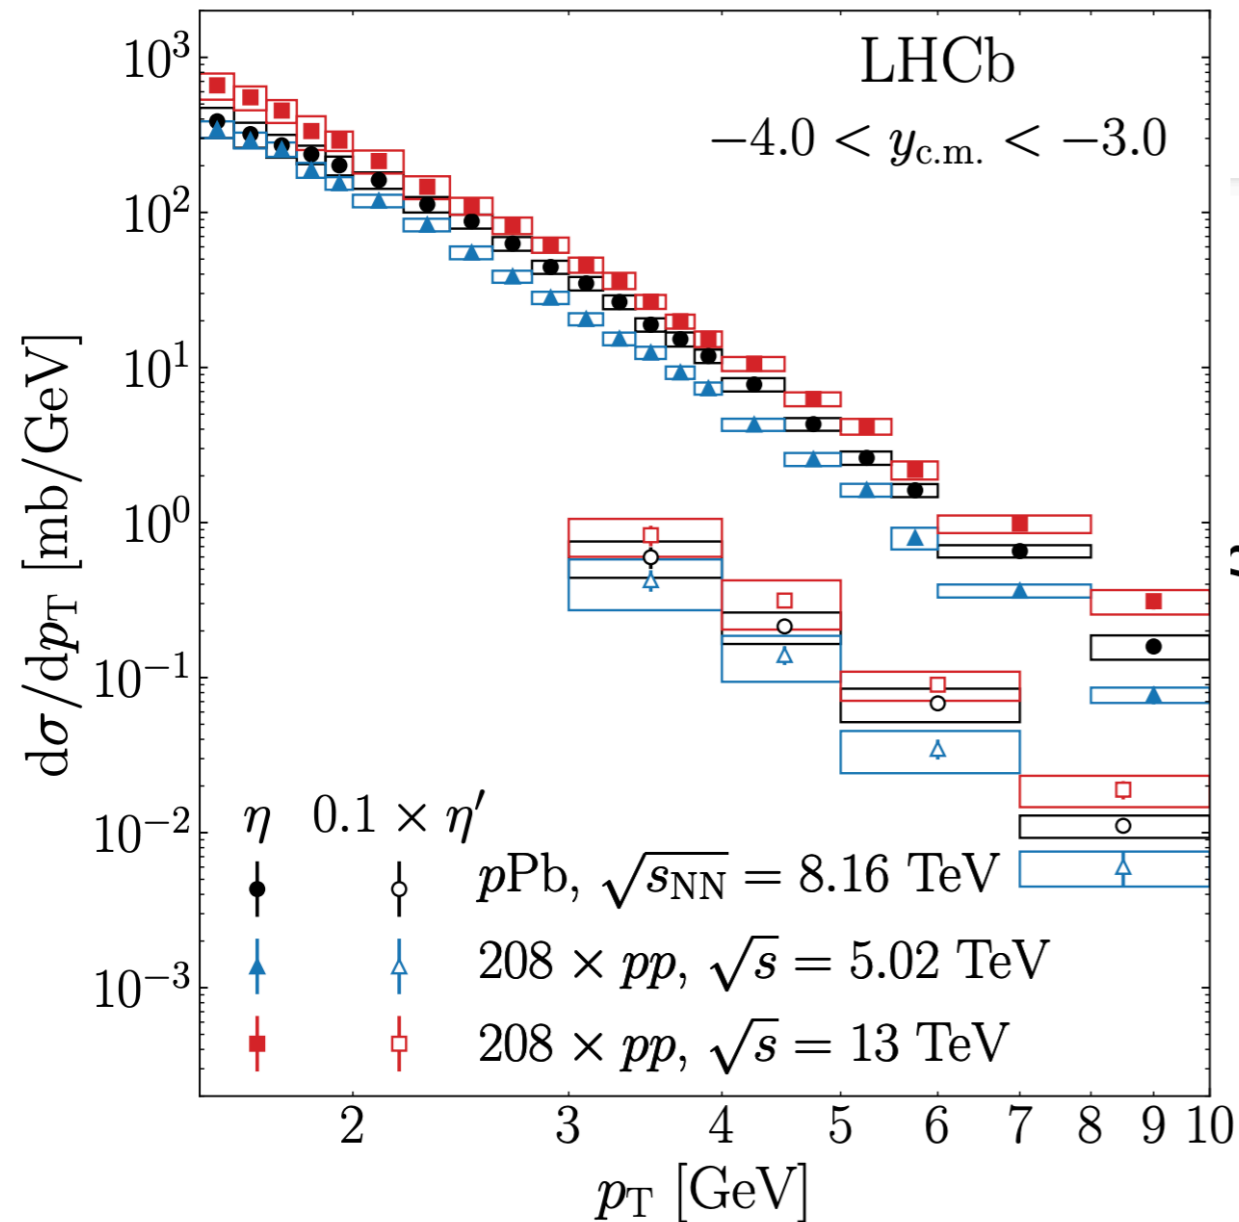 LHCb
−4.0 < y_c.m. < −3.0
dσ/dp_T [mb/GeV]
10^3
10^2
10^1
10^0
10^−1
10^−2
10^−3
η 0.1 × η′
pPb, √s_NN = 8.16 TeV
208 × pp, √s = 5.02 TeV
208 × pp, √s = 13 TeV
2 3 4 5 6 7 8 9 10
p_T [GeV]